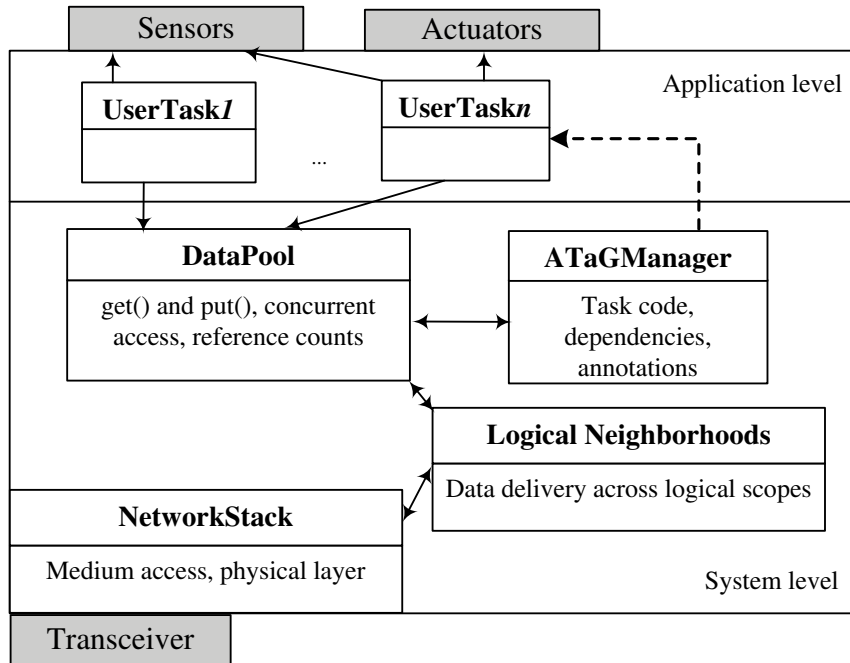 Sensors
Actuators
Application level
UserTask1
UserTaskn
...
DataPool
get() and put(), concurrent
access, reference counts
ATaGManager
Task code,
dependencies,
annotations
Logical Neighborhoods
Data delivery across logical scopes
NetworkStack
Medium access, physical layer
System level
Transceiver